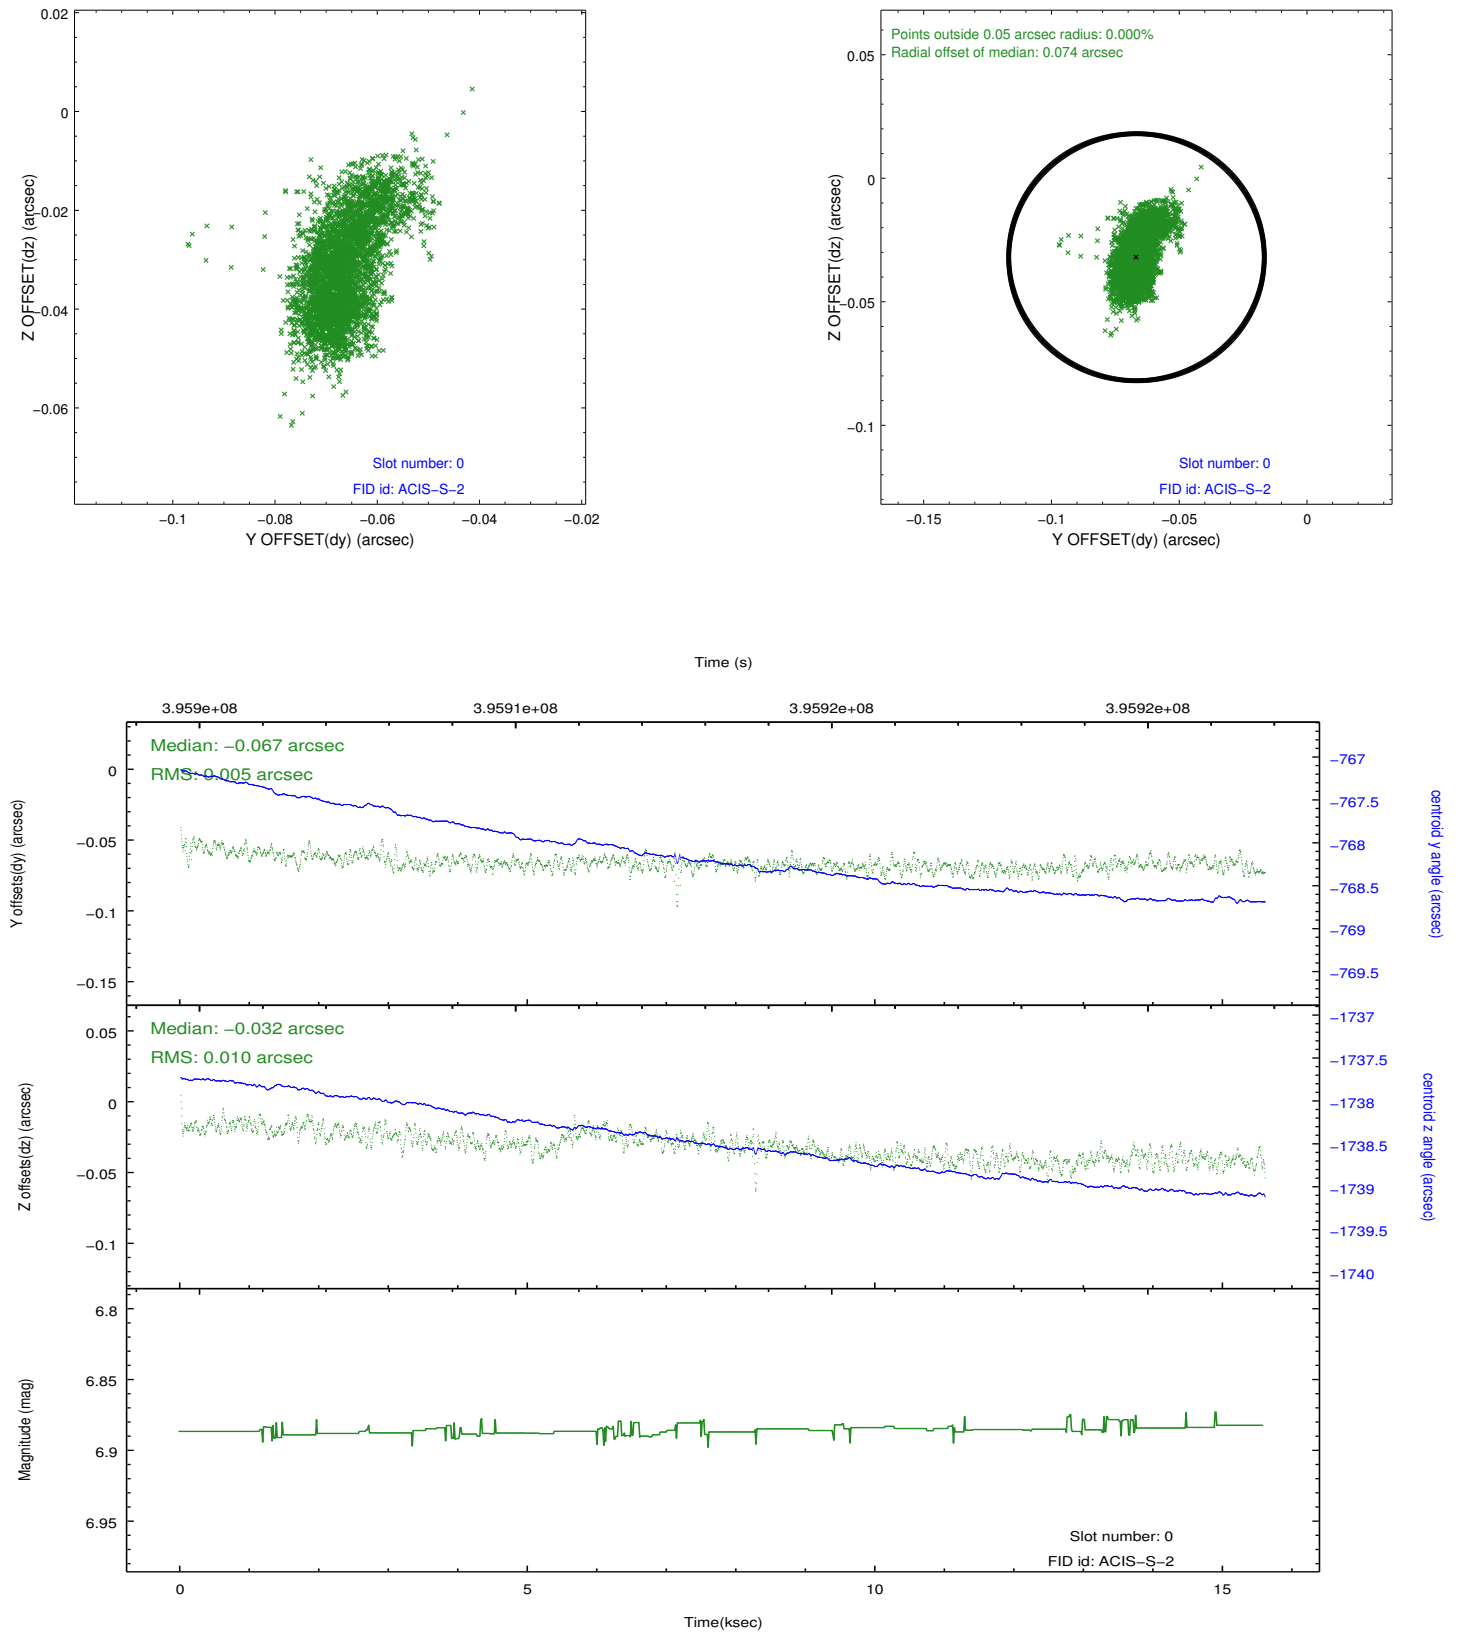 0.02
0
−0.02
−0.04
−0.06
Z OFFSET(dz) (arcsec)
Slot number: 0
FID id: ACIS−S−2
−0.1
−0.08
−0.06
−0.04
−0.02
Y OFFSET(dy) (arcsec)
Points outside 0.05 arcsec radius: 0.000%
Radial offset of median: 0.074 arcsec
0.05
0
−0.05
−0.1
Z OFFSET(dz) (arcsec)
Slot number: 0
FID id: ACIS−S−2
−0.15
−0.1
−0.05
0
Y OFFSET(dy) (arcsec)
Time (s)
3.959e+08
3.9591e+08
3.9592e+08
3.9592e+08
Median: −0.067 arcsec
RMS: 0.005 arcsec
0
−0.05
−0.1
−0.15
Y offsets(dy) (arcsec)
−767
−767.5
−768
−768.5
−769
−769.5
centroid y angle (arcsec)
Median: −0.032 arcsec
RMS: 0.010 arcsec
0.05
0
−0.05
−0.1
Z offsets(dz) (arcsec)
−1737
−1737.5
−1738
−1738.5
−1739
−1739.5
−1740
centroid z angle (arcsec)
6.8
6.85
6.9
6.95
Magnitude (mag)
Slot number: 0
FID id: ACIS−S−2
0
5
10
15
Time(ksec)